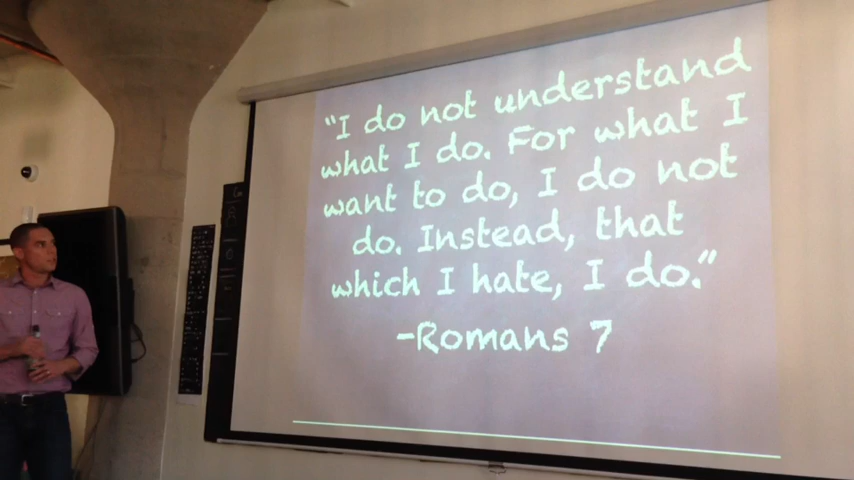 "I do not understand
what I do. For what I
want to do, I do not
do. Instead, that
which I hate, I do."
-Romans 7